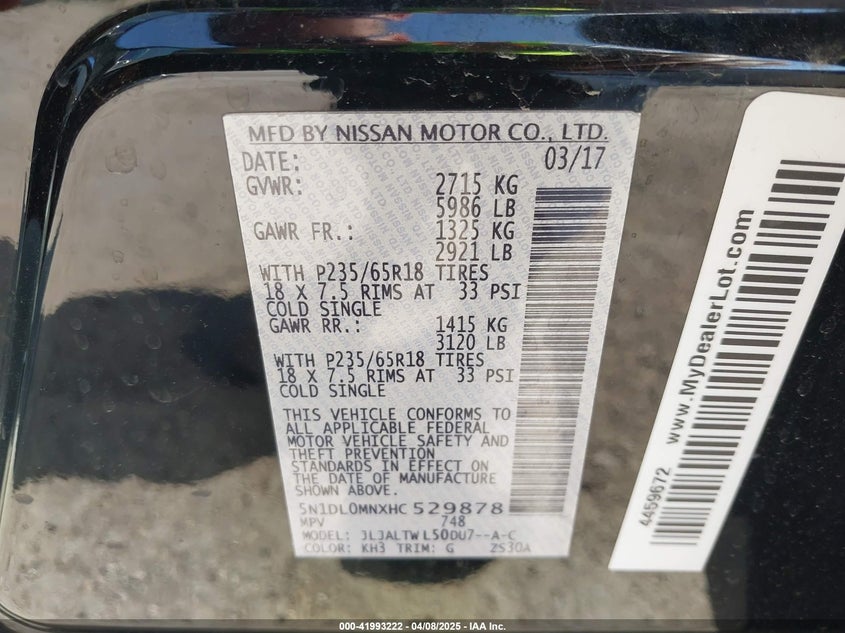 MFD BY NISSAN MOTOR CO., LTD.
DATE: 03/17
GVWR: 2715 KG
5986 LB
GAWR FR.: 1325 KG
2921 LB
WITH P235/65R18 TIRES
18 X 7.5 RIMS AT 33 PSI
COLD SINGLE
GAWR RR.: 1415 KG
3120 LB
WITH P235/65R18 TIRES
18 X 7.5 RIMS AT 33 PSI
COLD SINGLE
THIS VEHICLE CONFORMS TO
ALL APPLICABLE FEDERAL
MOTOR VEHICLE SAFETY AND
THEFT PREVENTION
STANDARDS IN EFFECT ON
THE DATE OF MANUFACTURE
SHOWN ABOVE.
5N1DL0MNXHC529878
MPV 748
MODEL: JLJALTWL50DU7--A-C
COLOR: KH3 TRIM: G ZS30A
4459672 www.MyDealerLot.com
000-41993222 - 04/08/2025 - IAA Inc.